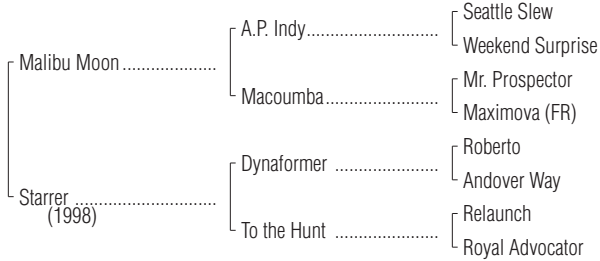 Seattle Slew
A.P. Indy........................
Weekend Surprise
Malibu Moon .................
Mr. Prospector
Macoumba....................
Maximova (FR)
Roberto
Dynaformer ..................
Andover Way
Starrer ..........................
(1998)
Relaunch
To the Hunt ..................
Royal Advocator